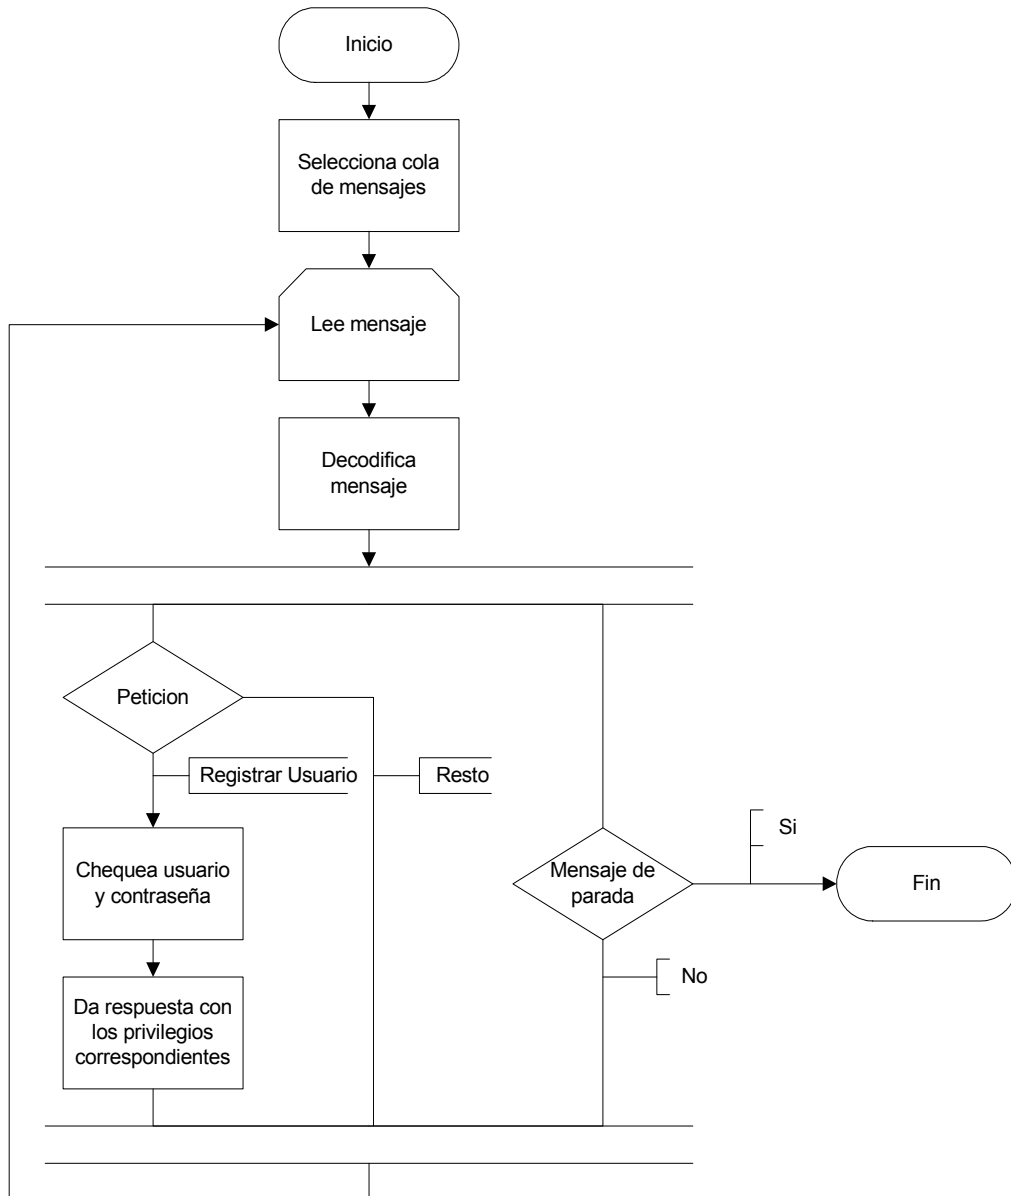 Inicio
Selecciona cola
de mensajes
Lee mensaje
Decodifica
mensaje
Peticion
Registrar Usuario
Resto
Chequea usuario
y contraseña
Mensaje de
parada
Si
Fin
No
Da respuesta con
los privilegios
correspondientes